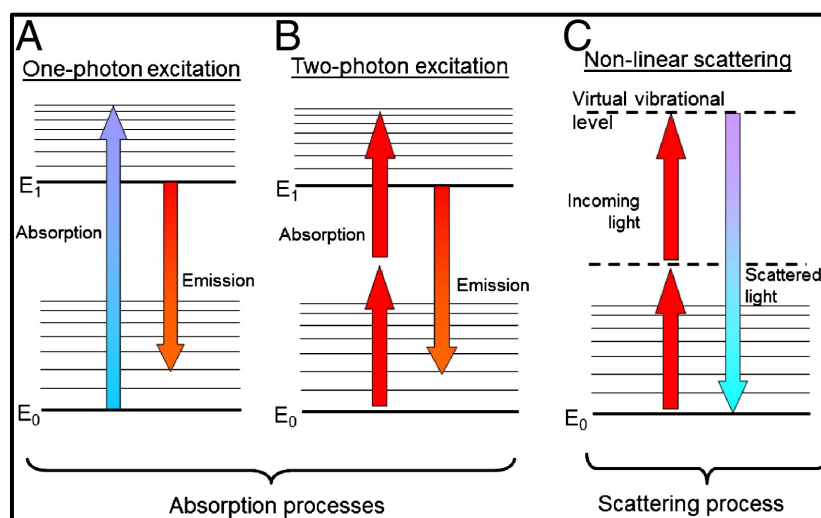 A
One-photon excitation
E1
Absorption
Emission
E0
B
Two-photon excitation
E1
Absorption
Emission
E0
Absorption processes
C
Non-linear scattering
Virtual vibrational
level
Incoming
light
Scattered
light
E0
Scattering process